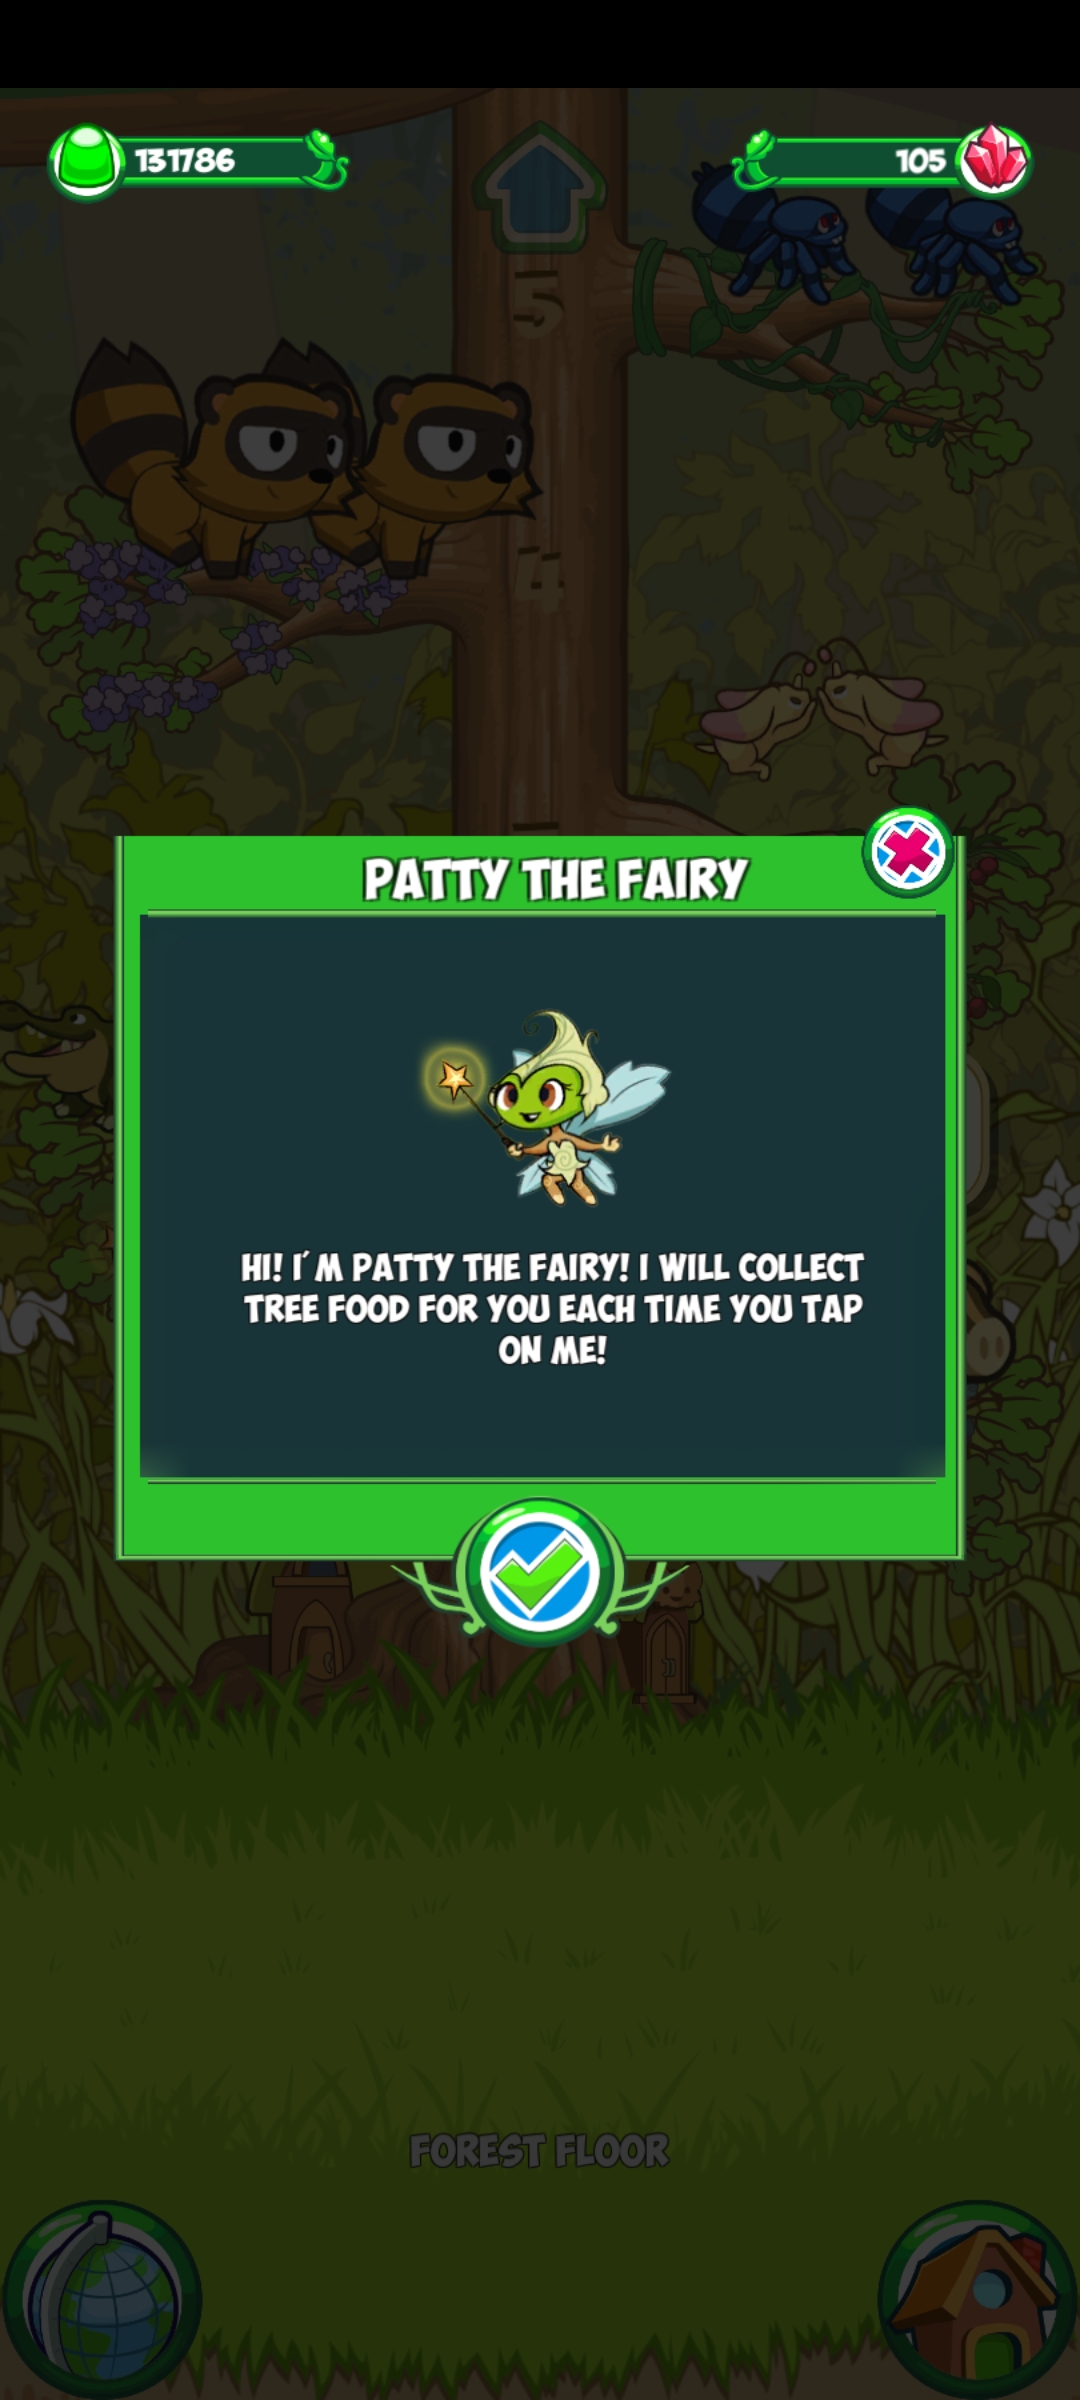 131786
105
5
4
PATTY THE FAIRY
HI! I´M PATTY THE FAIRY! I WILL COLLECT
TREE FOOD FOR YOU EACH TIME YOU TAP
ON ME!
FOREST FLOOR